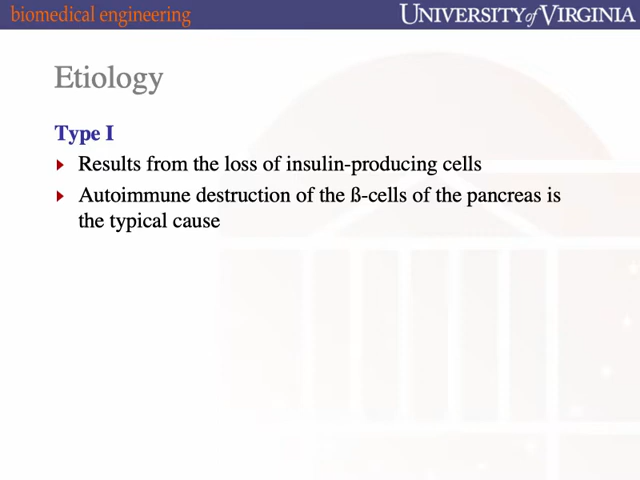 biomedical engineering
UNIVERSITY of VIRGINIA
Etiology
Type I
Results from the loss of insulin-producing cells
Autoimmune destruction of the ß-cells of the pancreas is
the typical cause